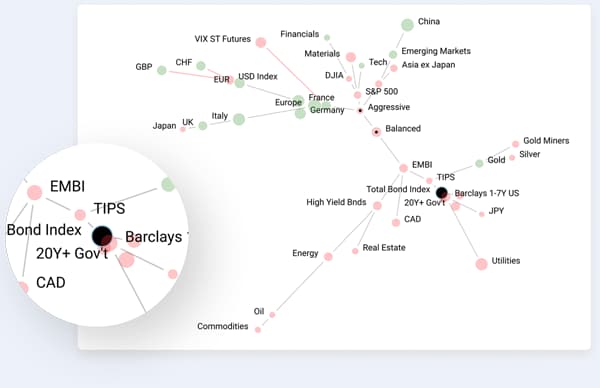 China
Financials
VIX ST Futures
Materials
Emerging Markets
CHF
Tech
Asia ex Japan
GBP
DJIA
EUR
USD Index
S&P 500
France
Europe
Aggressive
Germany
Italy
UK
Japan
Balanced
Gold Miners
Silver
Gold
EMBI
TIPS
Total Bond Index
Barclays 1-7Y US
High Yield Bnds
20Y+ Gov't
JPY
CAD
Real Estate
Energy
Utilities
Oil
Commodities
EMBI
TIPS
Bond Index
Barclays
20Y+ Gov't
CAD